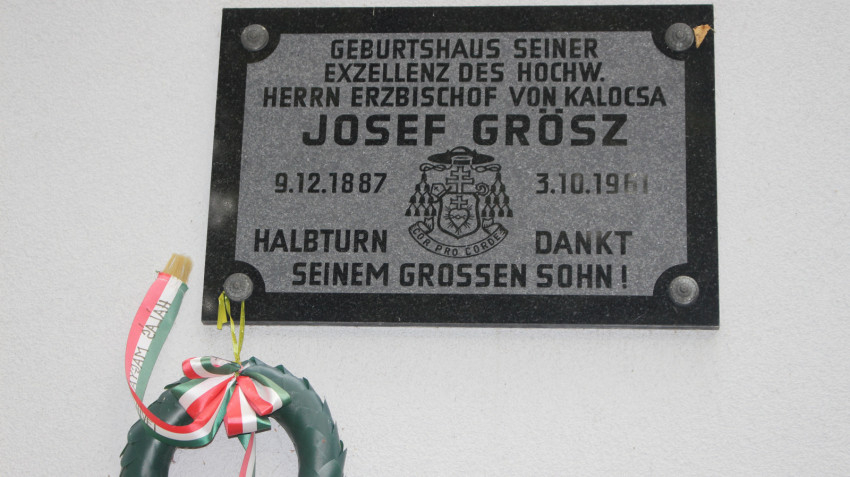 GEBURTSHAUS SEINER
EXZELLENZ DES HOCHW.
HERRN ERZBISCHOF VON KALOCSA
JOSEF GRÖSZ
9.12.1887 3.10.1961
COR PRO CORDE
HALBTURN DANKT
SEINEM GROSSEN SOHN!